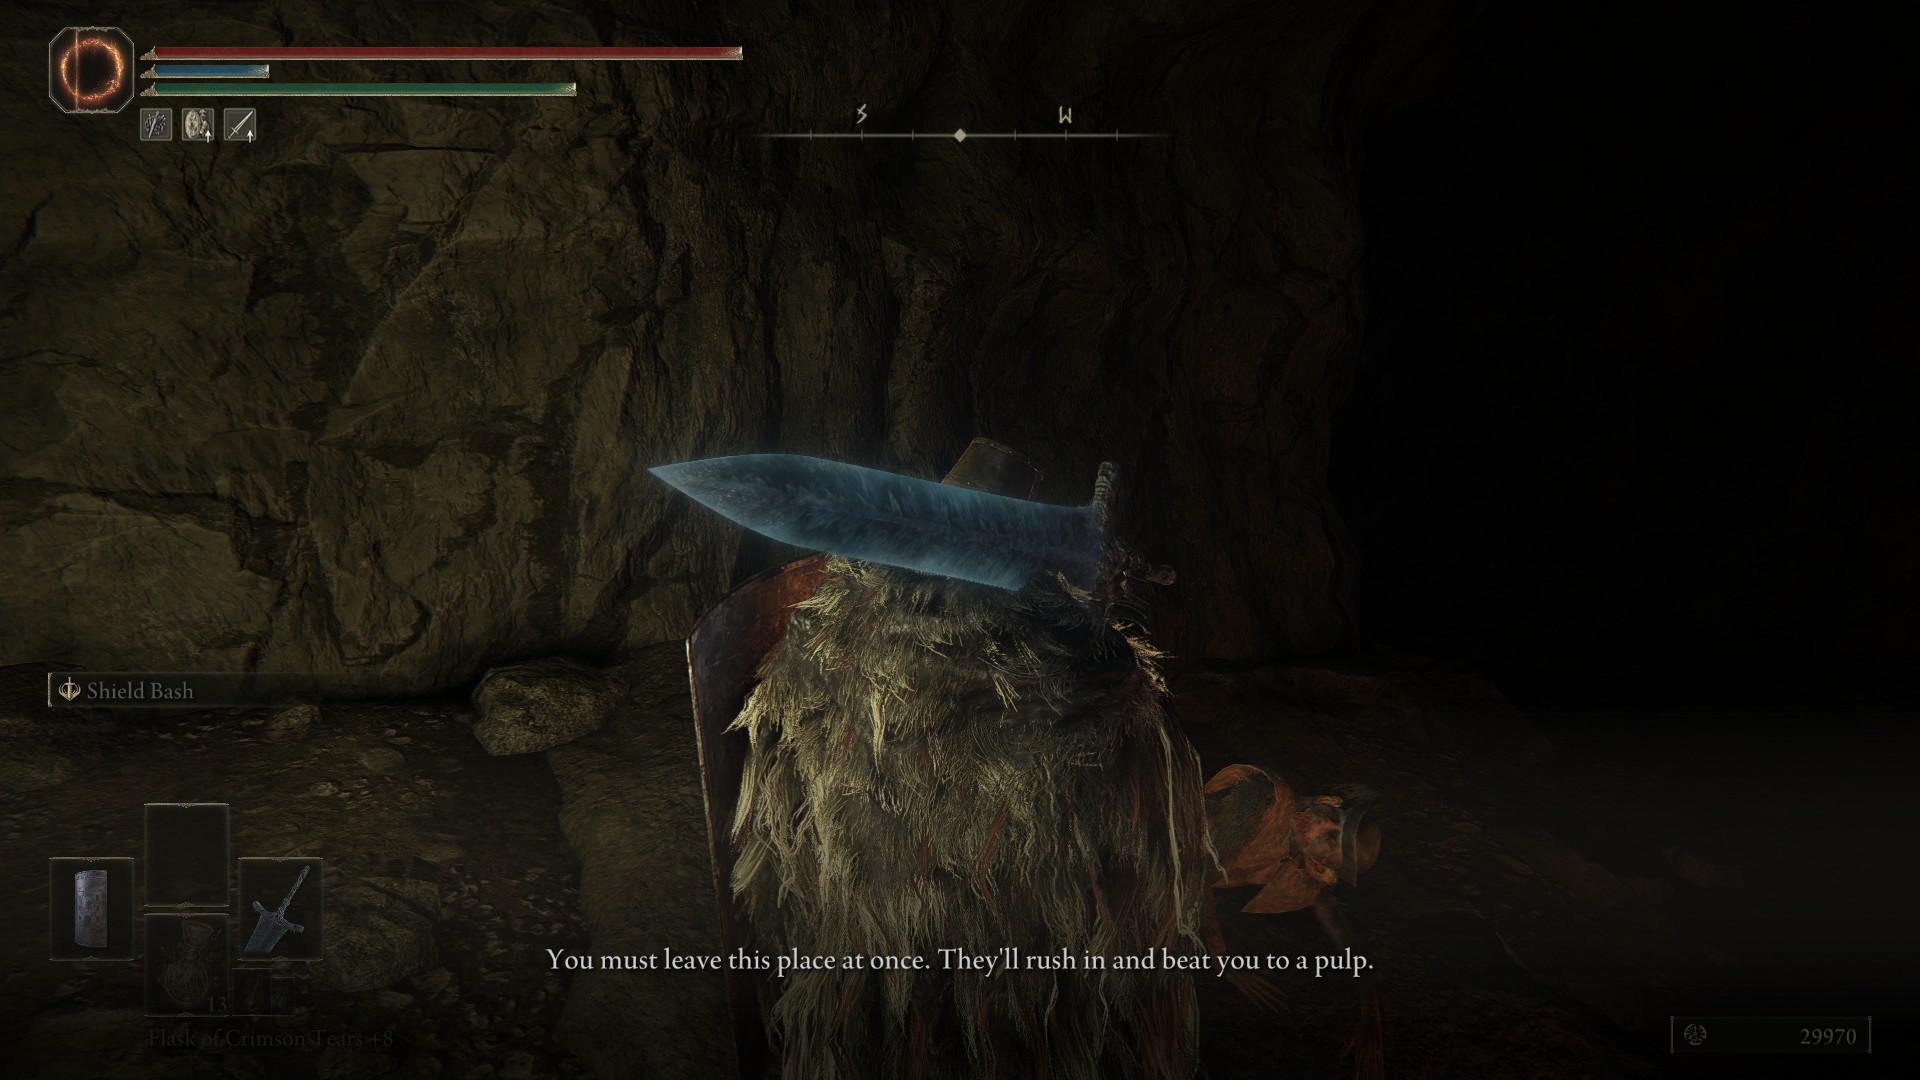 S W
Shield Bash
13
Flask of Crimson Tears +8
You must leave this place at once. They'll rush in and beat you to a pulp.
29970